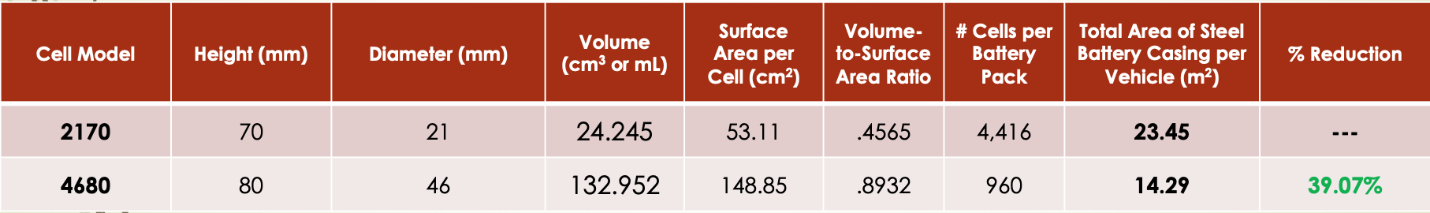 Cell Model Height (mm) Diameter (mm) Volume (cm³ or mL) Surface Area per Cell (cm²) Volume-to-Surface Area Ratio # Cells per Battery Pack Total Area of Steel Battery Casing per Vehicle (m²) % Reduction
2170 70 21 24.245 53.11 .4565 4,416 23.45 ---
4680 80 46 132.952 148.85 .8932 960 14.29 39.07%